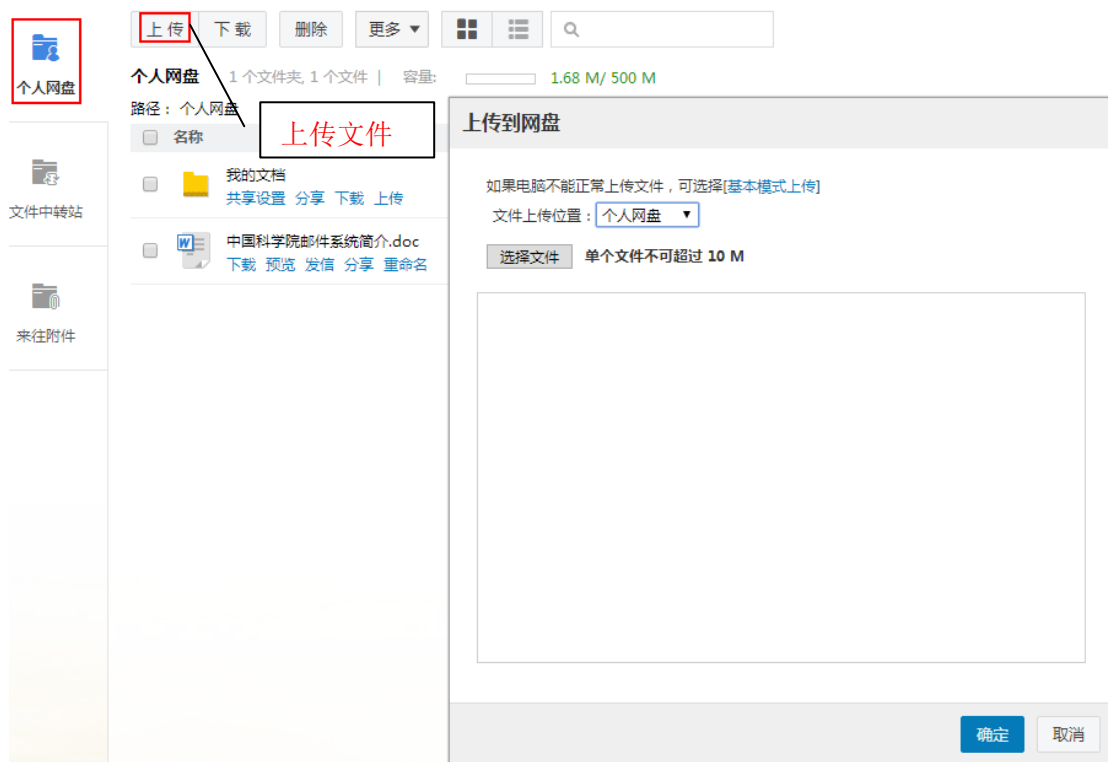 上传 下载 删除 更多
个人网盘
个人网盘 1 个文件夹, 1 个文件 | 容量: 1.68 M/ 500 M
路径： 个人网盘
上传文件
名称
我的文档
共享设置 分享 下载 上传
中国科学院邮件系统简介.doc
下载 预览 发信 分享 重命名
文件中转站
来往附件
上传到网盘
如果电脑不能正常上传文件，可选择[基本模式上传]
文件上传位置：个人网盘
选择文件 单个文件不可超过 10 M
确定 取消